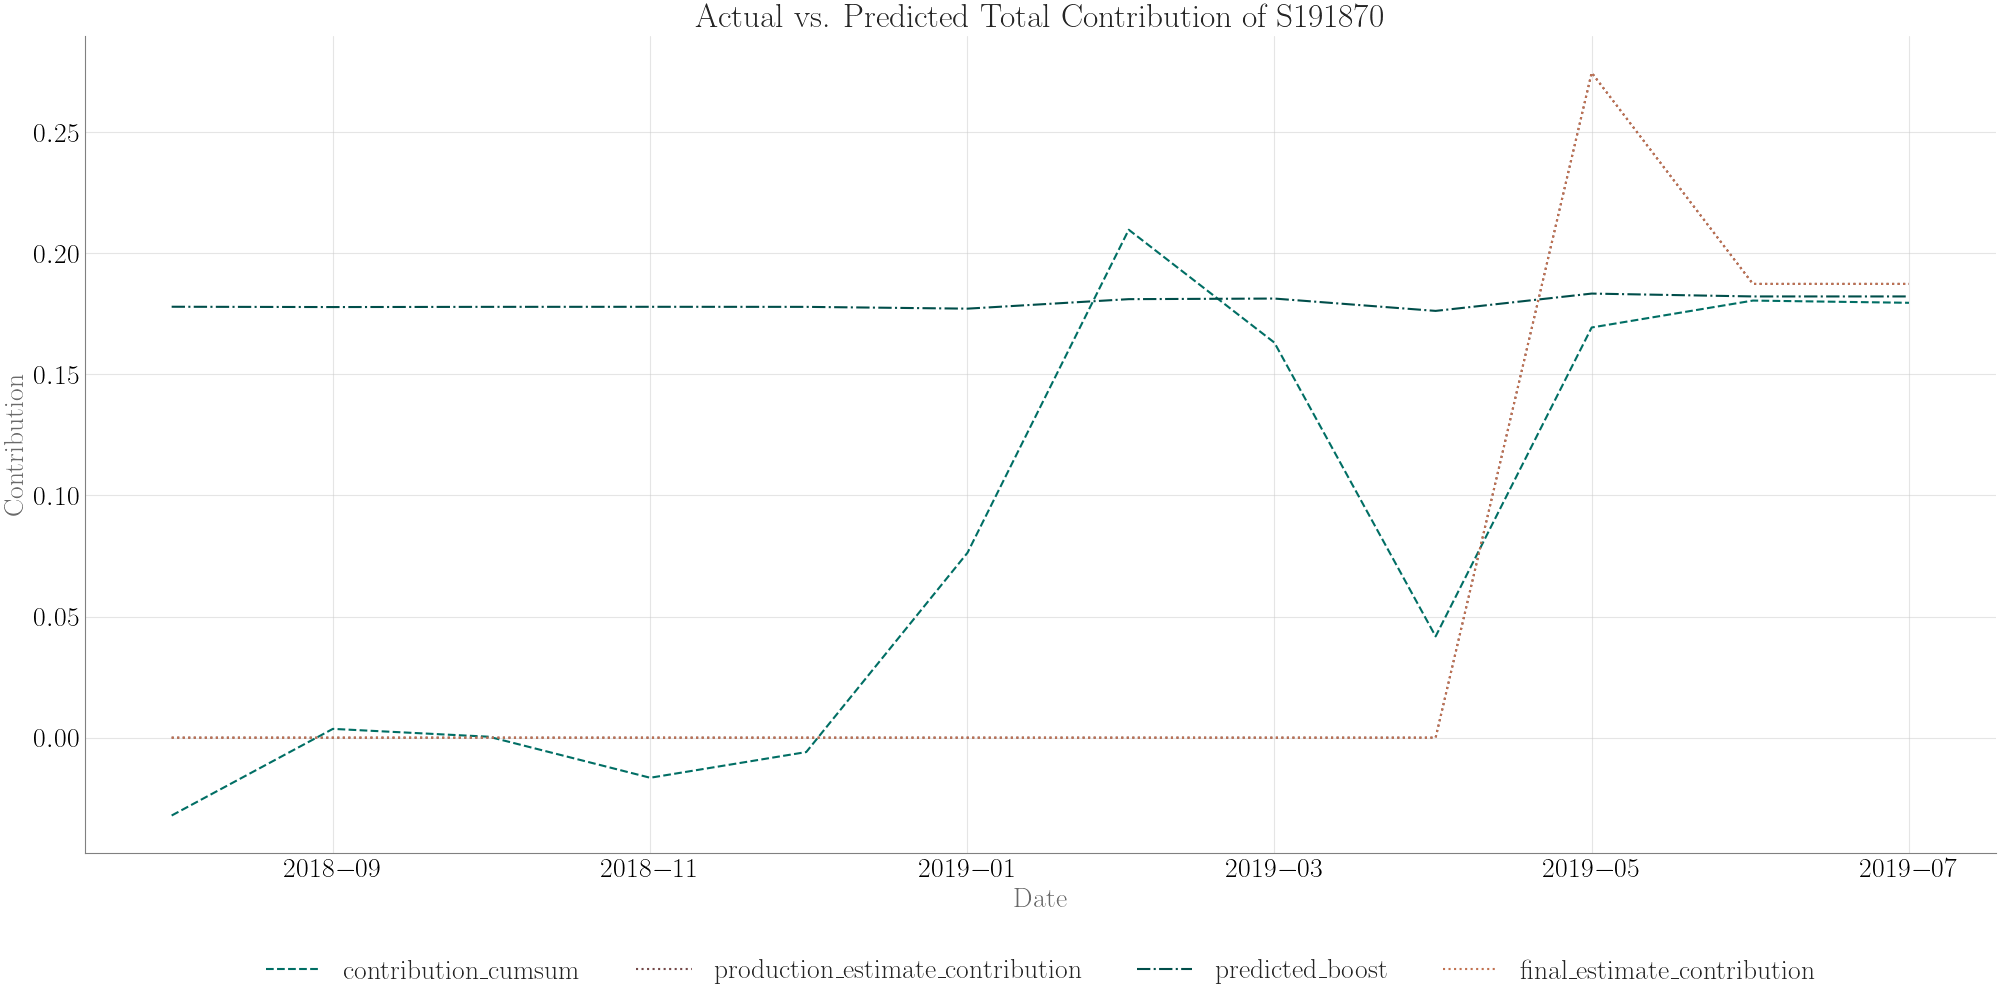 Actual vs. Predicted Total Contribution of S191870
0.25
0.20
0.15
0.10
0.05
0.00
Contribution
2018–09 2018–11 2019–01 2019–03 2019–05 2019–07
Date
contribution_cumsum production_estimate_contribution predicted_boost final_estimate_contribution